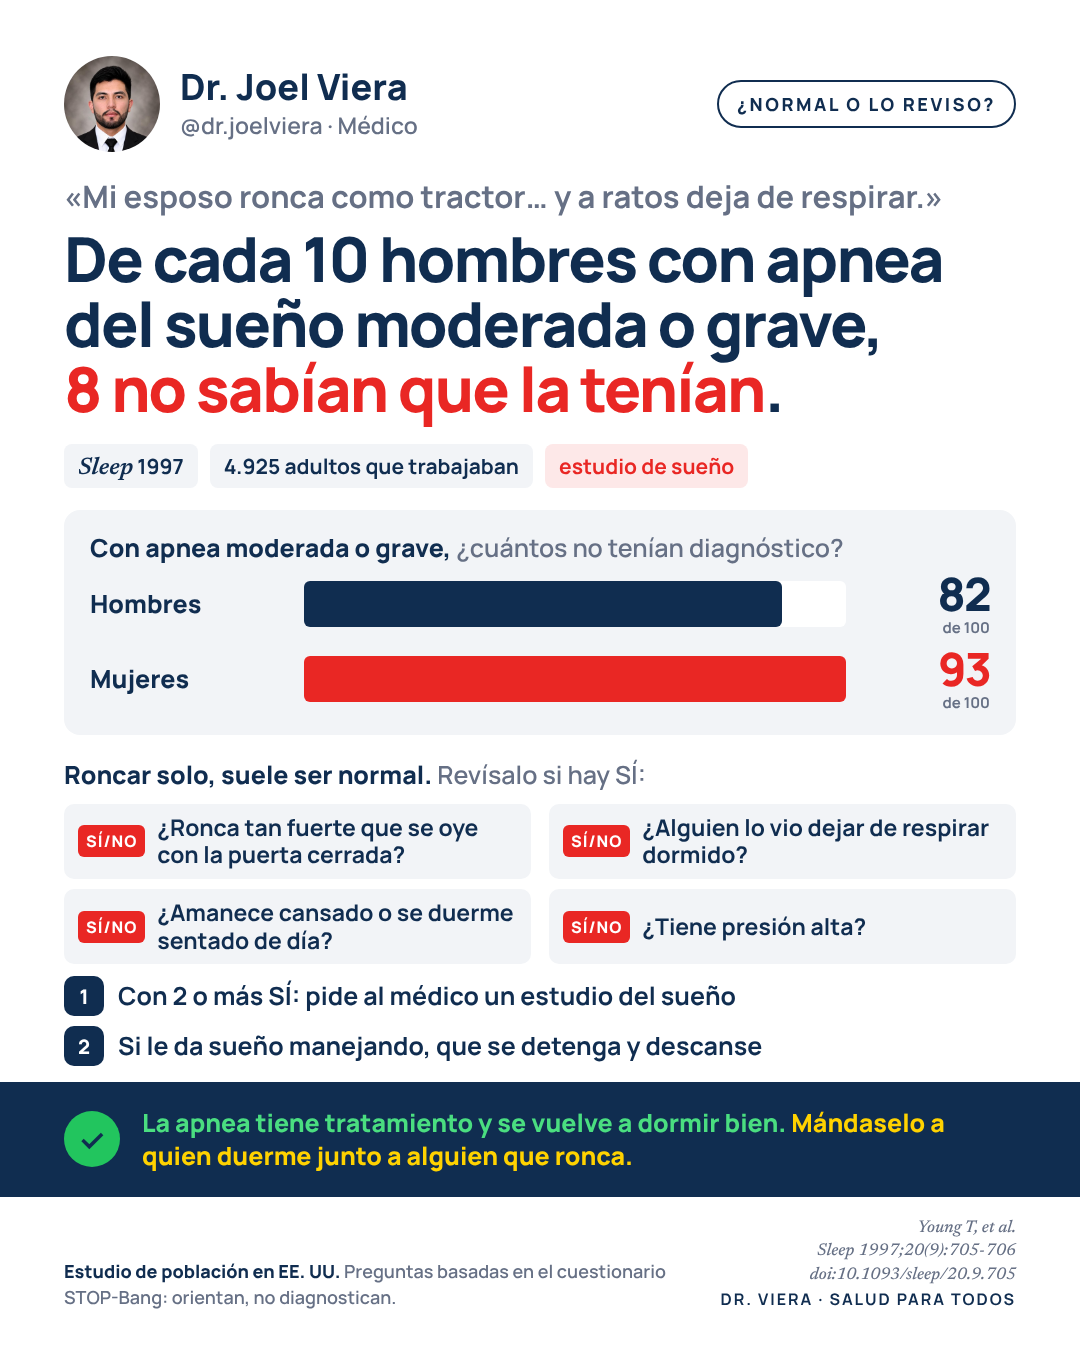 Dr. Joel Viera
@dr.joelviera · Médico
¿NORMAL O LO REVISO?
«Mi esposo ronca como tractor... y a ratos deja de respirar.»
De cada 10 hombres con apnea
del sueño moderada o grave,
8 no sabían que la tenían.
Sleep 1997
4.925 adultos que trabajaban
estudio de sueño
Con apnea moderada o grave, ¿cuántos no tenían diagnóstico?
Hombres
82
de 100
Mujeres
93
de 100
Roncar solo, suele ser normal. Revísalo si hay SÍ:
SÍ/NO
¿Ronca tan fuerte que se oye
con la puerta cerrada?
SÍ/NO
¿Alguien lo vio dejar de respirar
dormido?
SÍ/NO
¿Amanece cansado o se duerme
sentado de día?
SÍ/NO
¿Tiene presión alta?
1 Con 2 o más SÍ: pide al médico un estudio del sueño
2 Si le da sueño manejando, que se detenga y descanse
La apnea tiene tratamiento y se vuelve a dormir bien. Mándaselo a
quien duerme junto a alguien que ronca.
Estudio de población en EE. UU. Preguntas basadas en el cuestionario
STOP-Bang: orientan, no diagnostican.
Young T, et al.
Sleep 1997;20(9):705-706
doi:10.1093/sleep/20.9.705
DR. VIERA · SALUD PARA TODOS